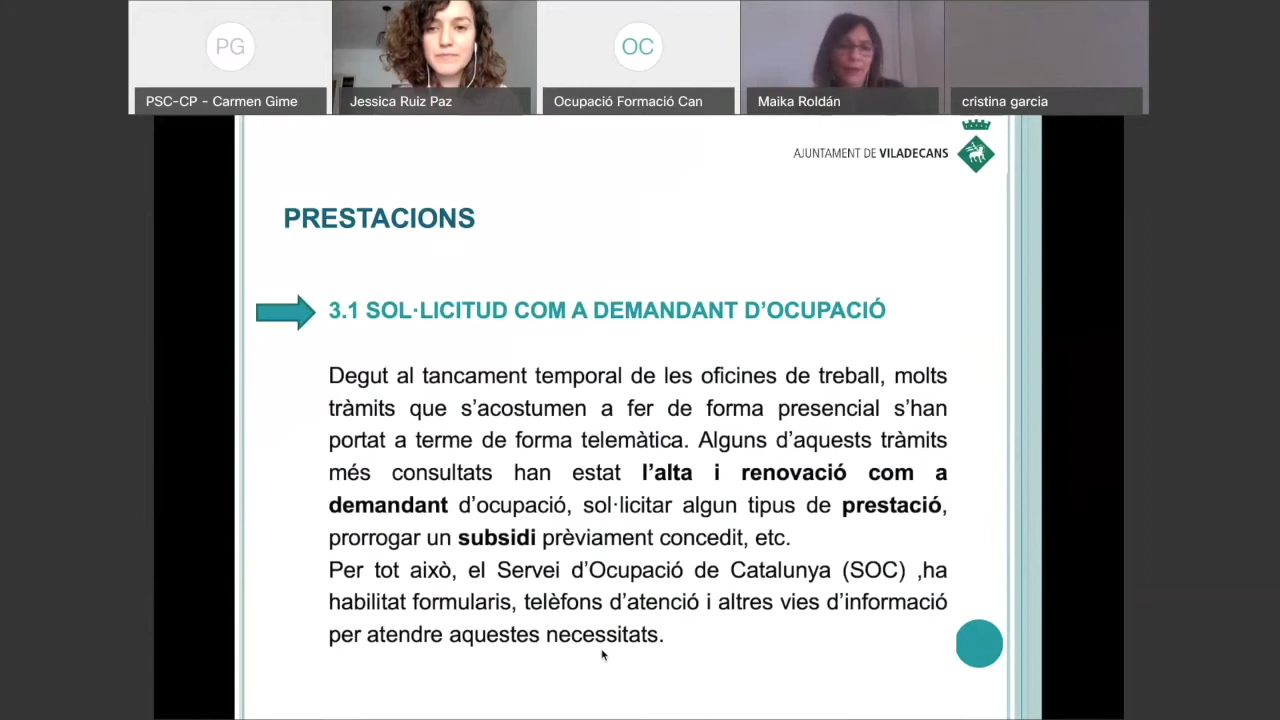 PG
OC
PSC-CP - Carmen Gime
Jessica Ruiz Paz
Ocupació Formació Can
Maika Roldán
cristina garcia
AJUNTAMENT DE VILADECANS
PRESTACIONS
3.1 SOL·LICITUD COM A DEMANDANT D’OCUPACIÓ
Degut al tancament temporal de les oficines de treball, molts
tràmits que s’acostumen a fer de forma presencial s’han
portat a terme de forma telemàtica. Alguns d’aquests tràmits
més consultats han estat l’alta i renovació com a
demandant d’ocupació, sol·licitar algun tipus de prestació,
prorrogar un subsidi prèviament concedit, etc.
Per tot això, el Servei d’Ocupació de Catalunya (SOC) ,ha
habilitat formularis, telèfons d’atenció i altres vies d’informació
per atendre aquestes necessitats.